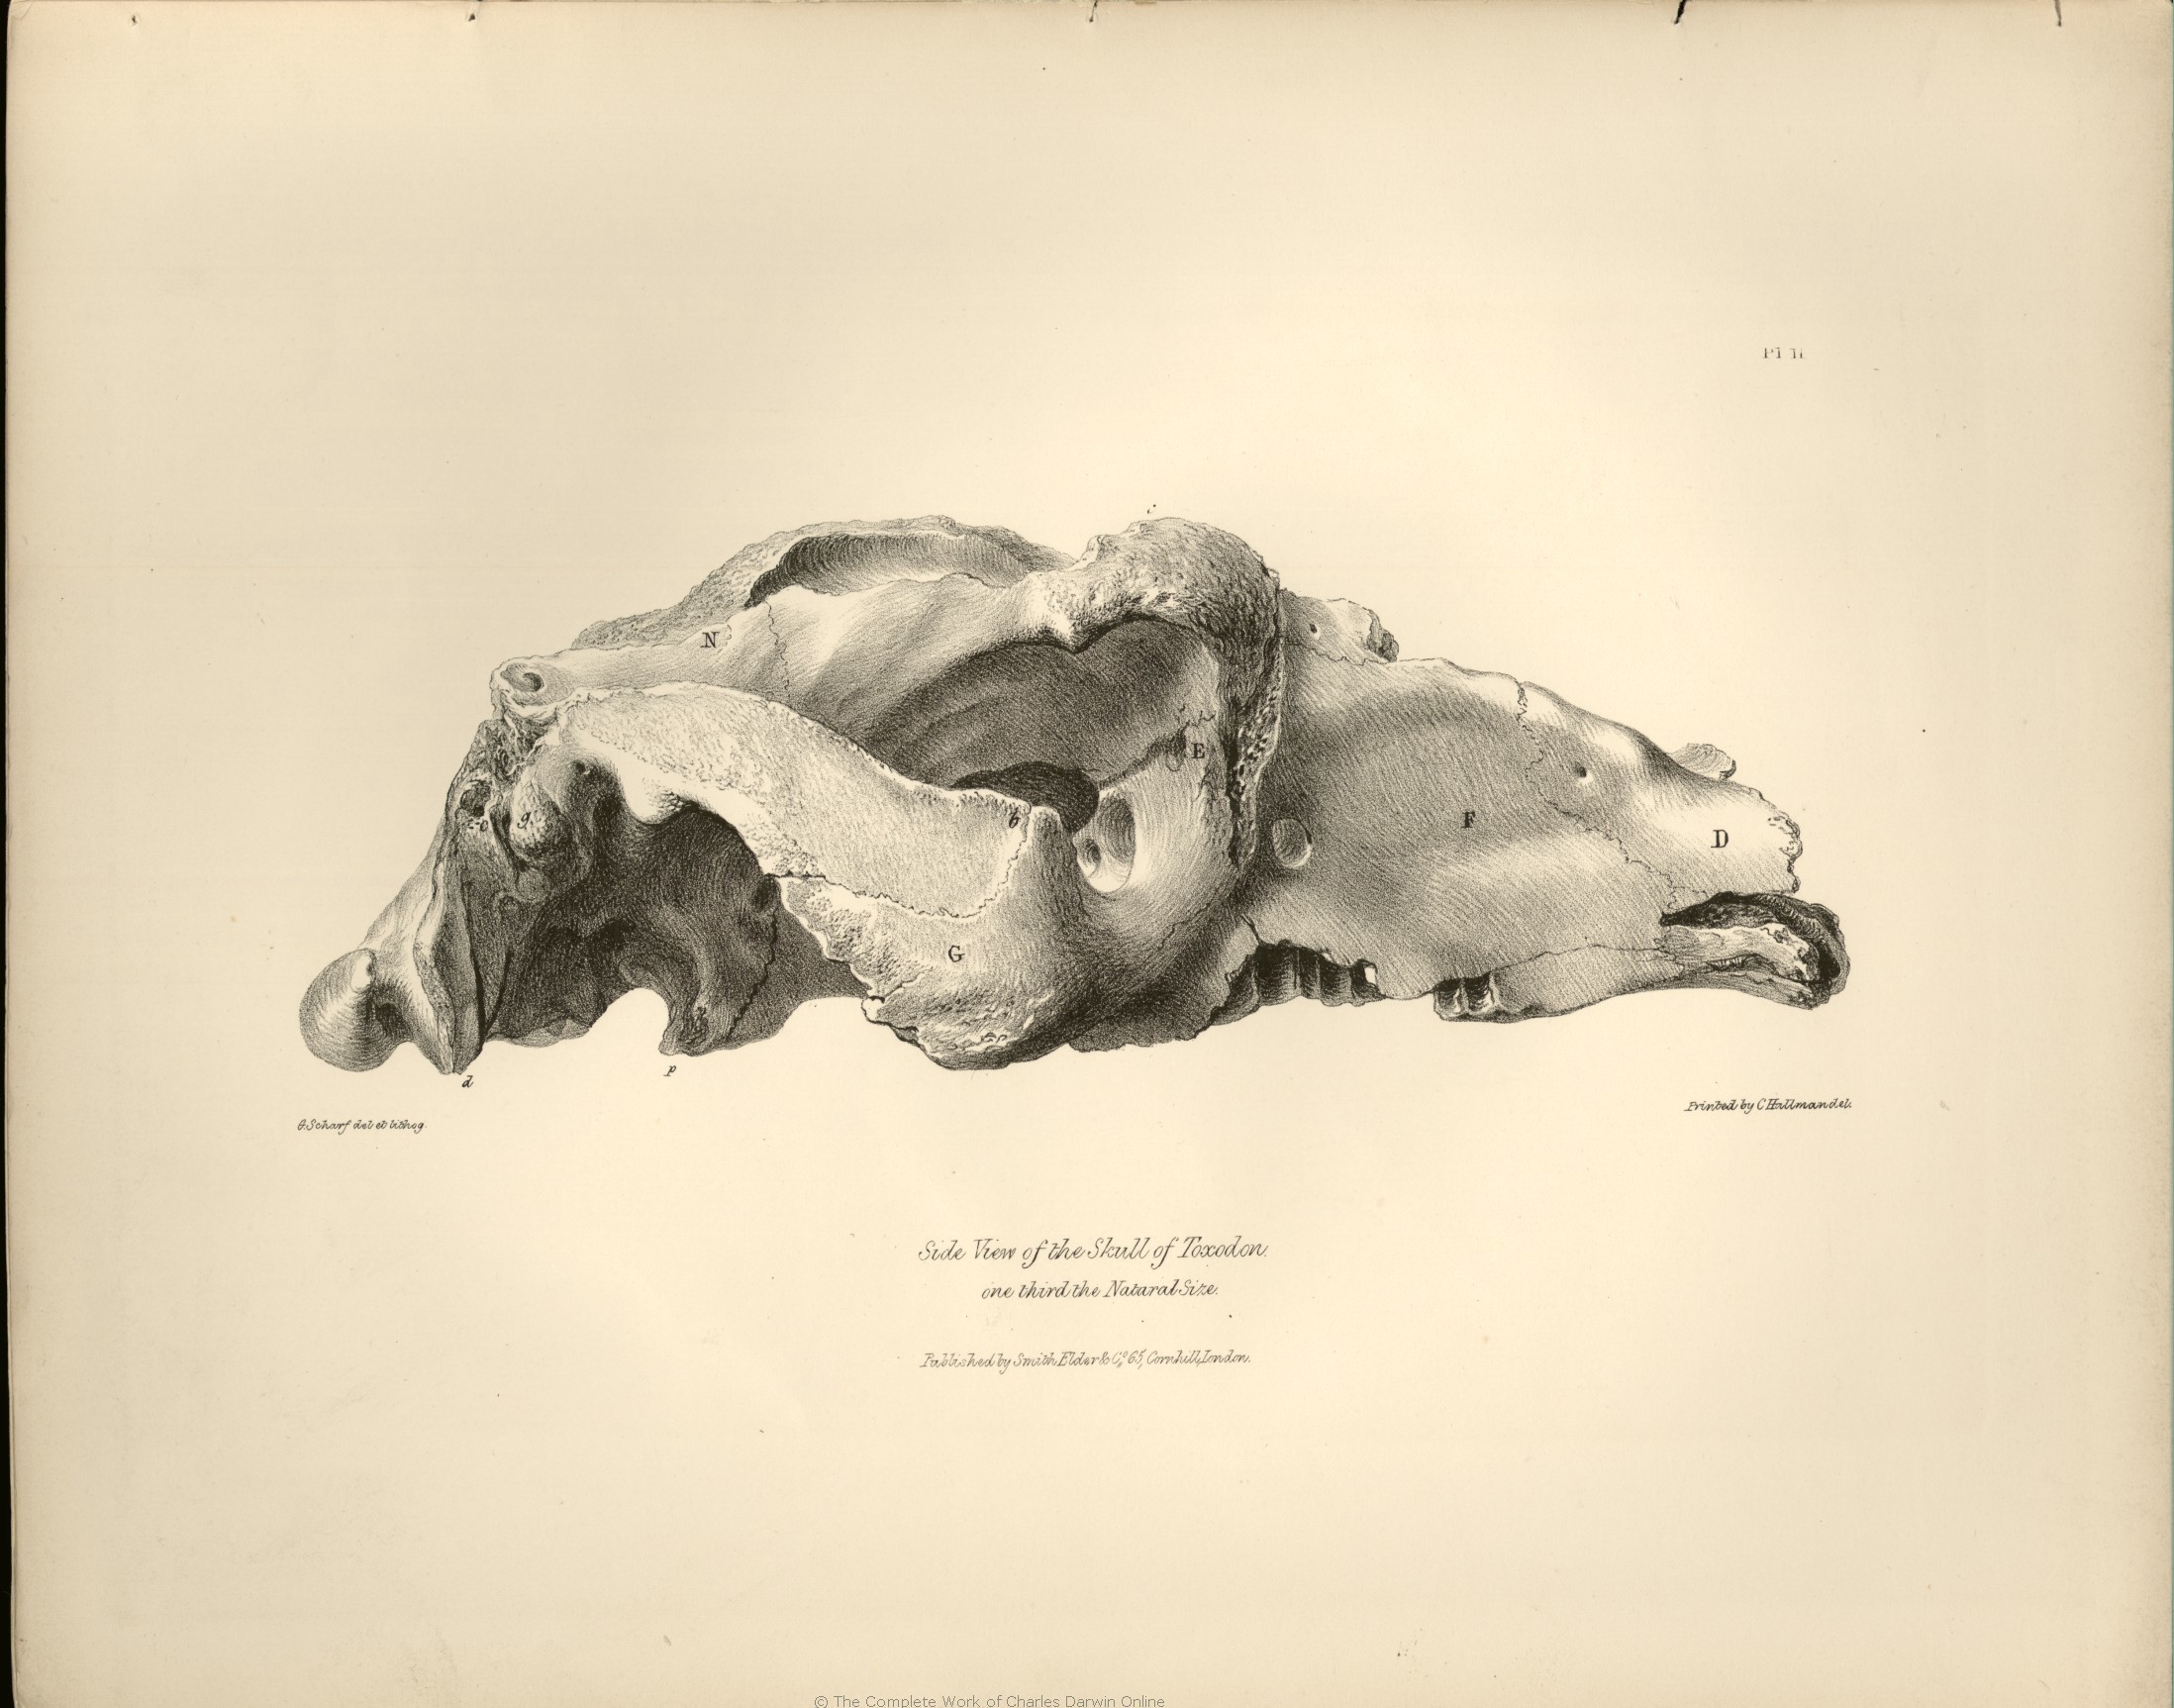 Pl II
i
N
E
b
e
g
F
D
G
d
p
G. Scharf del et lithog.
Printed by C Hullmandel.
Side View of the Skull of Toxodon.
one third the Natural Size.
Published by Smith Elder & Co. 65, Cornhill, London.
© The Complete Work of Charles Darwin Online